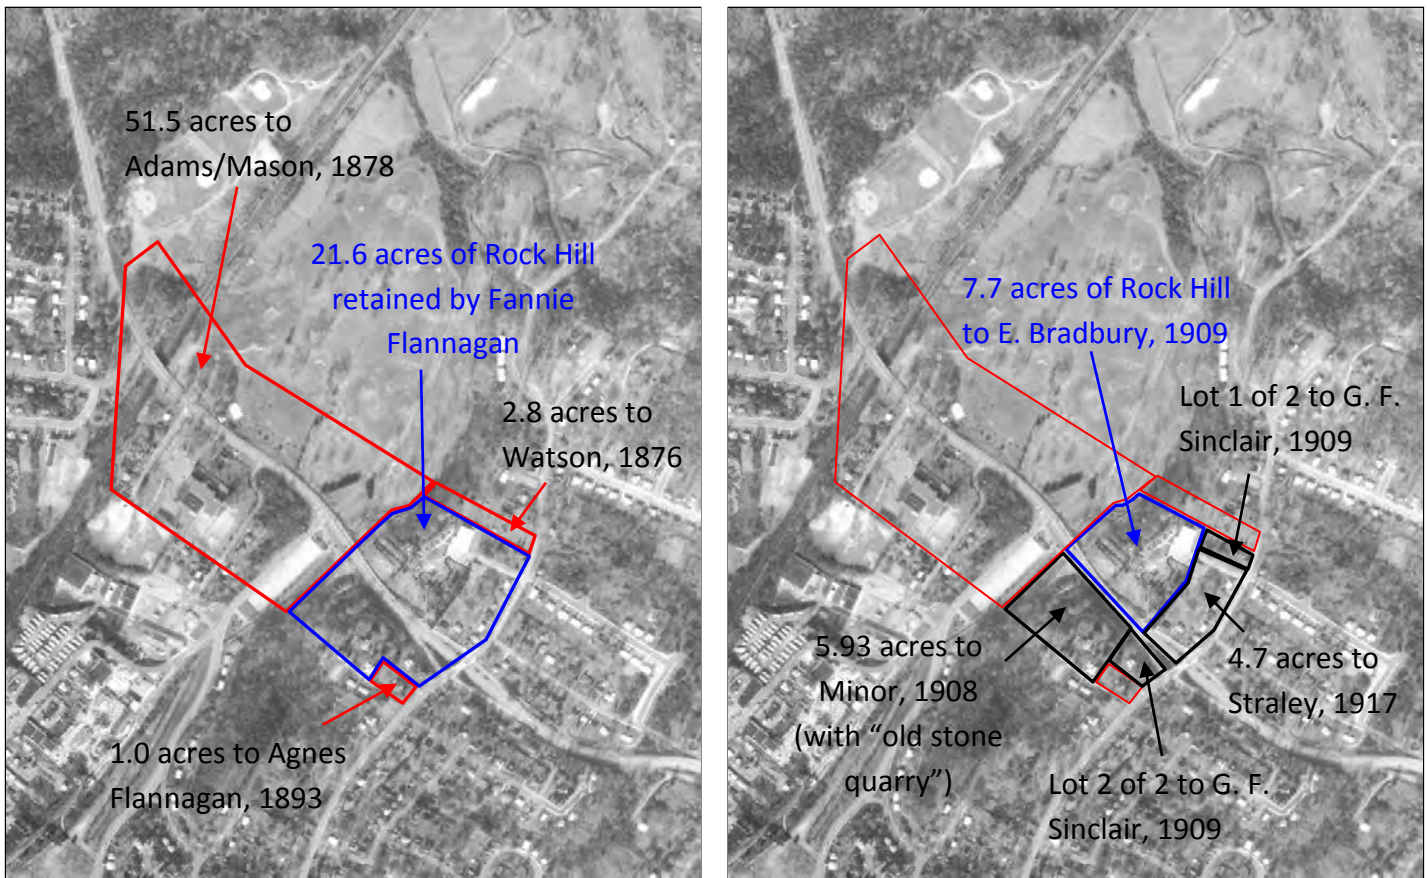 51.5 acres to
Adams/Mason, 1878
21.6 acres of Rock Hill
retained by Fannie
Flannagan
2.8 acres to
Watson, 1876
1.0 acres to Agnes
Flannagan, 1893
7.7 acres of Rock Hill
to E. Bradbury, 1909
Lot 1 of 2 to G. F.
Sinclair, 1909
5.93 acres to
Minor, 1908
(with “old stone
quarry”)
4.7 acres to
Straley, 1917
Lot 2 of 2 to G. F.
Sinclair, 1909